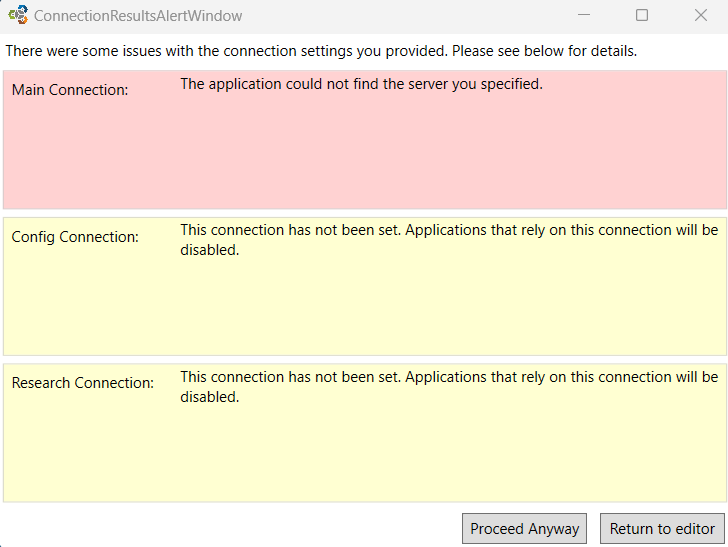 ConnectionResultsAlertWindow
There were some issues with the connection settings you provided. Please see below for details.
Main Connection:
The application could not find the server you specified.
Config Connection:
This connection has not been set. Applications that rely on this connection will be
disabled.
Research Connection:
This connection has not been set. Applications that rely on this connection will be
disabled.
Proceed Anyway
Return to editor